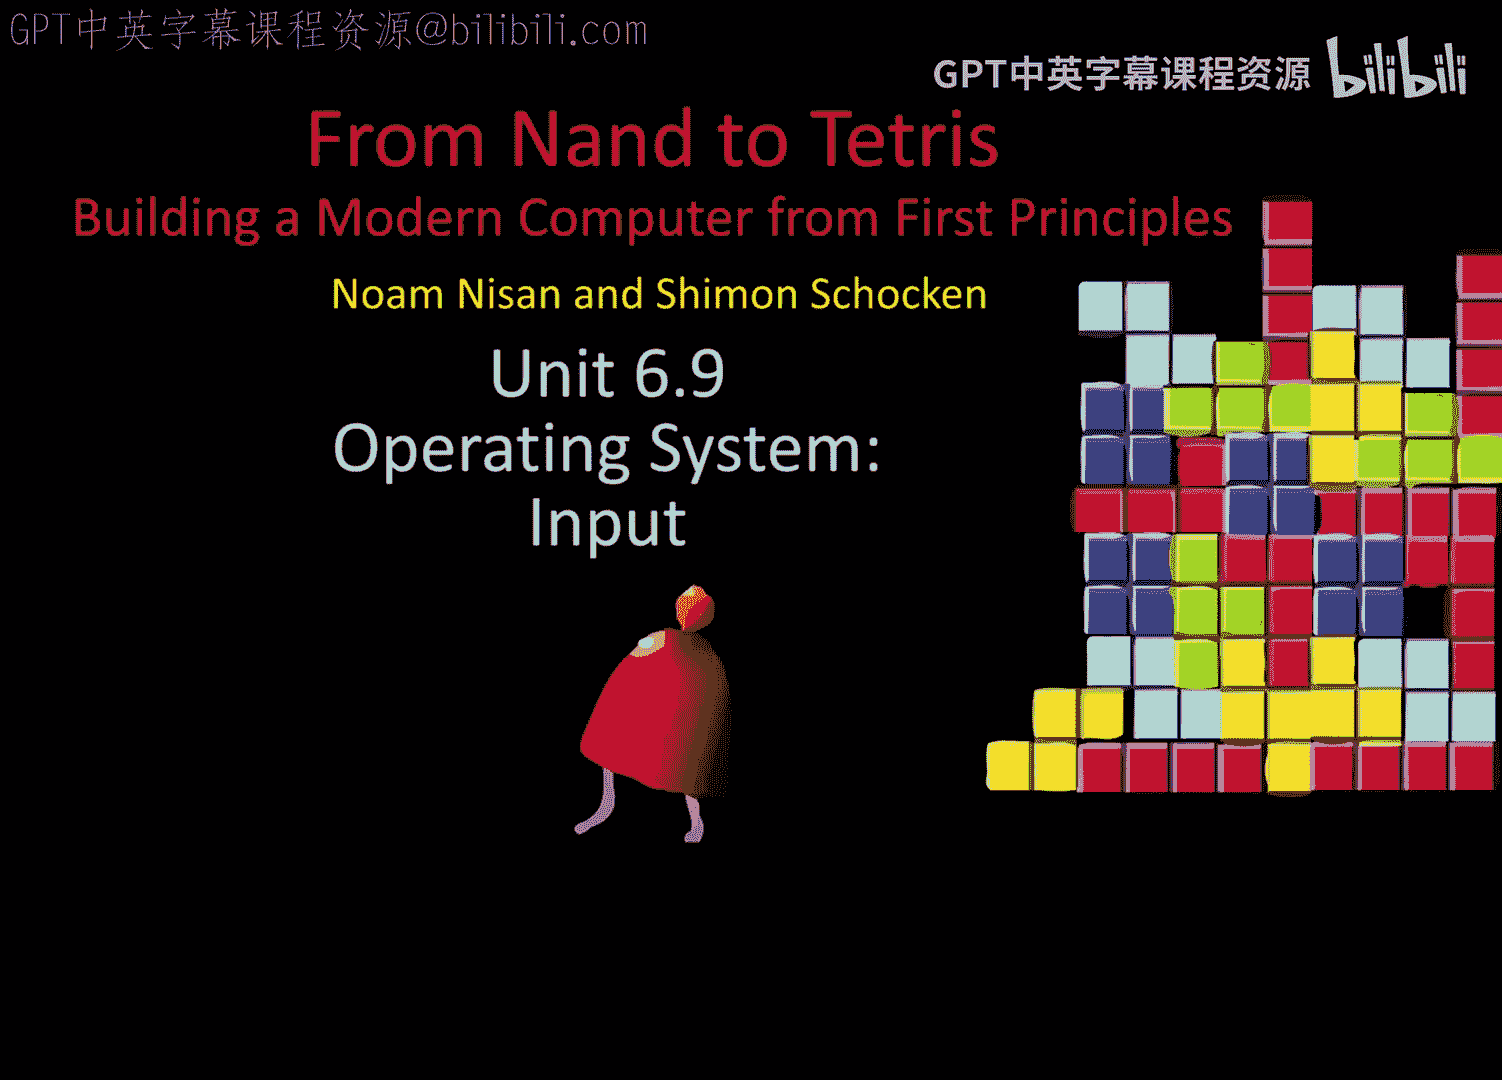 GPT中英字幕课程资源@bilibili.com
GPT中英字幕课程资源 bilibili
From Nand to Tetris
Building a Modern Computer from First Principles
Noam Nisan and Shimon Schocken
Unit 6.9
Operating System:
Input